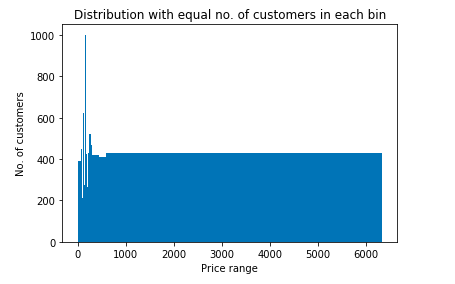 Distribution with equal no. of customers in each bin
1000
800
600
400
200
0
No. of customers
0 1000 2000 3000 4000 5000 6000
Price range